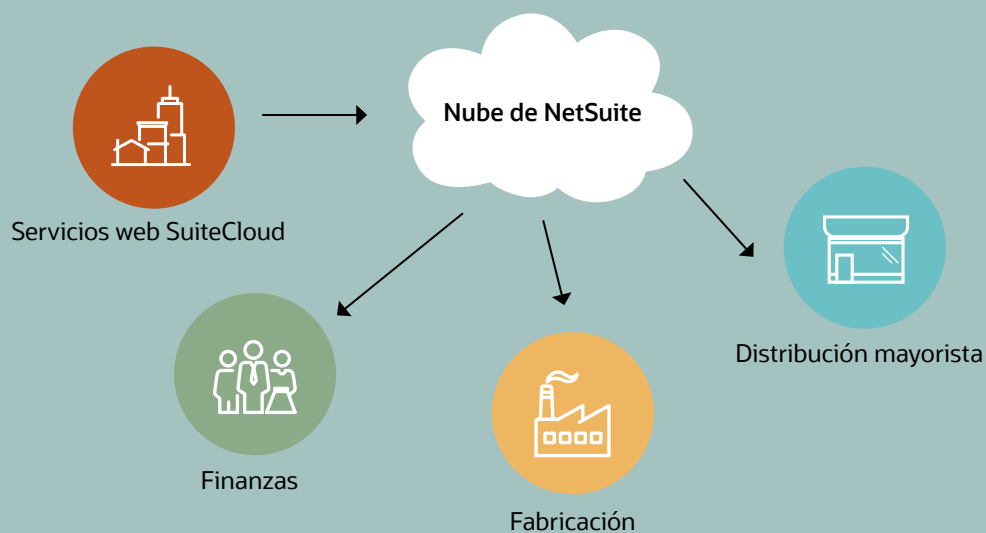 Nube de NetSuite
Servicios web SuiteCloud
Distribución mayorista
Finanzas
Fabricación